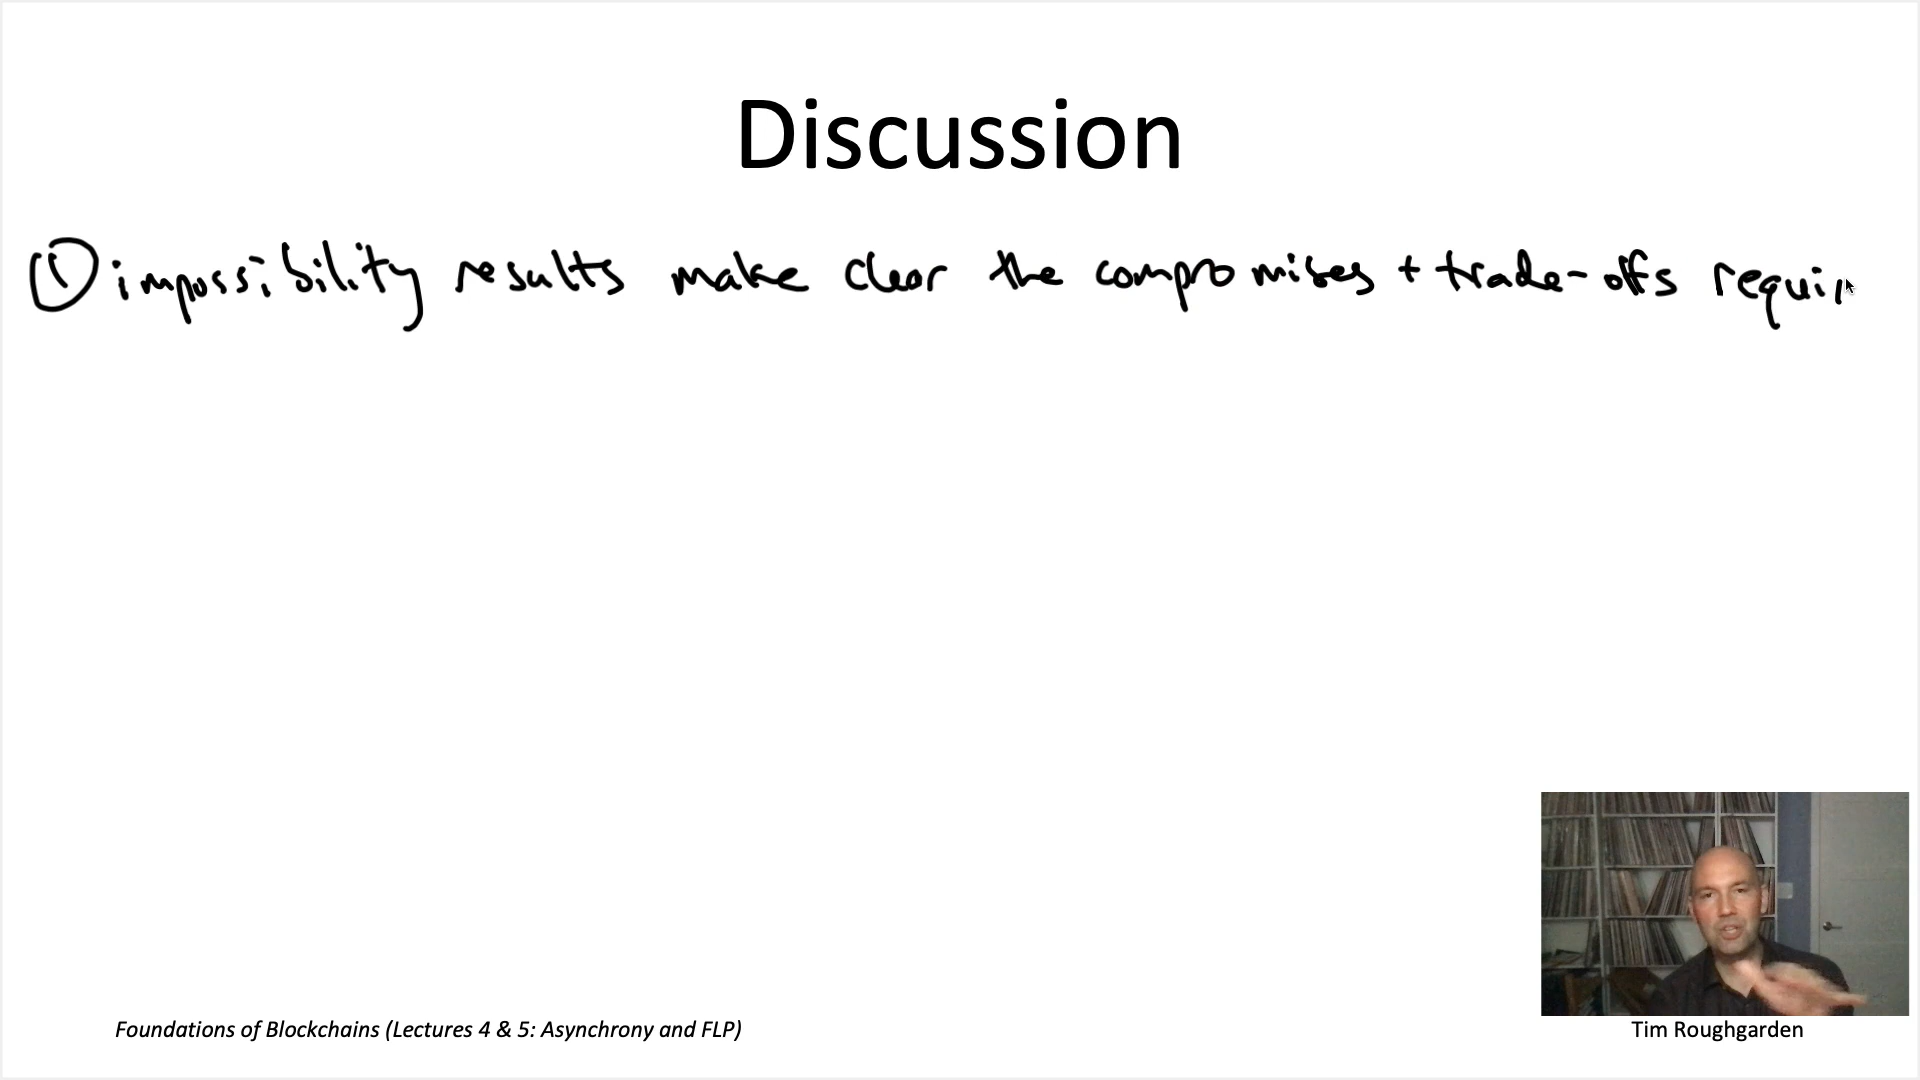 Discussion
① impossibility results make clear the compromises + trade-offs requir
Foundations of Blockchains (Lectures 4 & 5: Asynchrony and FLP)
Tim Roughgarden